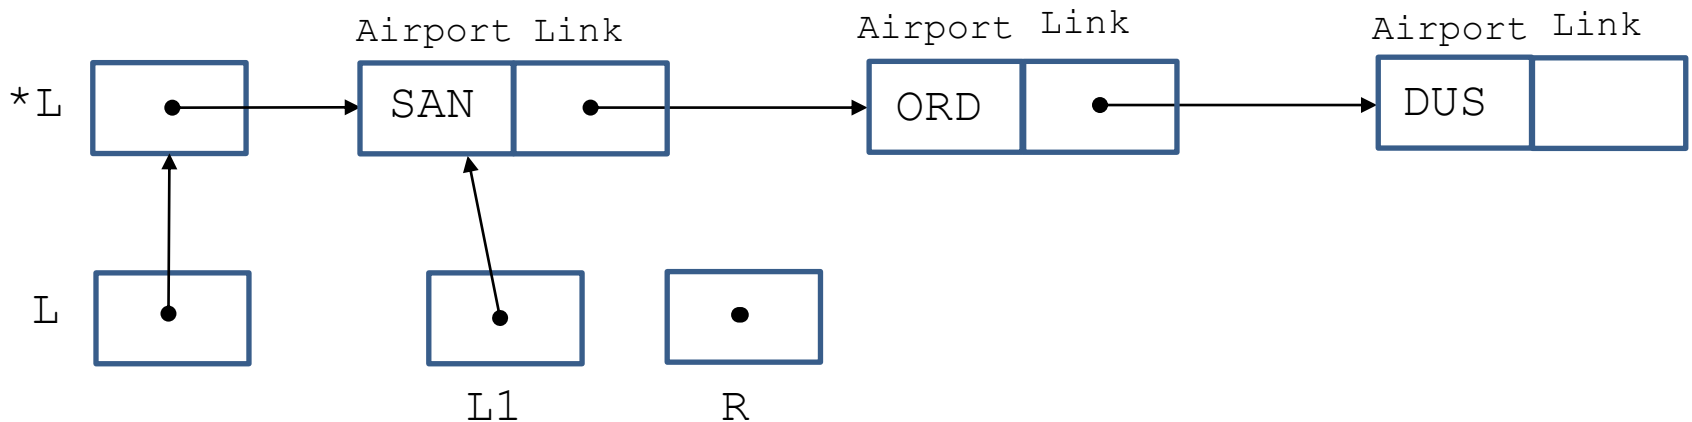 Airport Link Airport Link Airport Link
*L SAN ORD DUS
L
L1 R